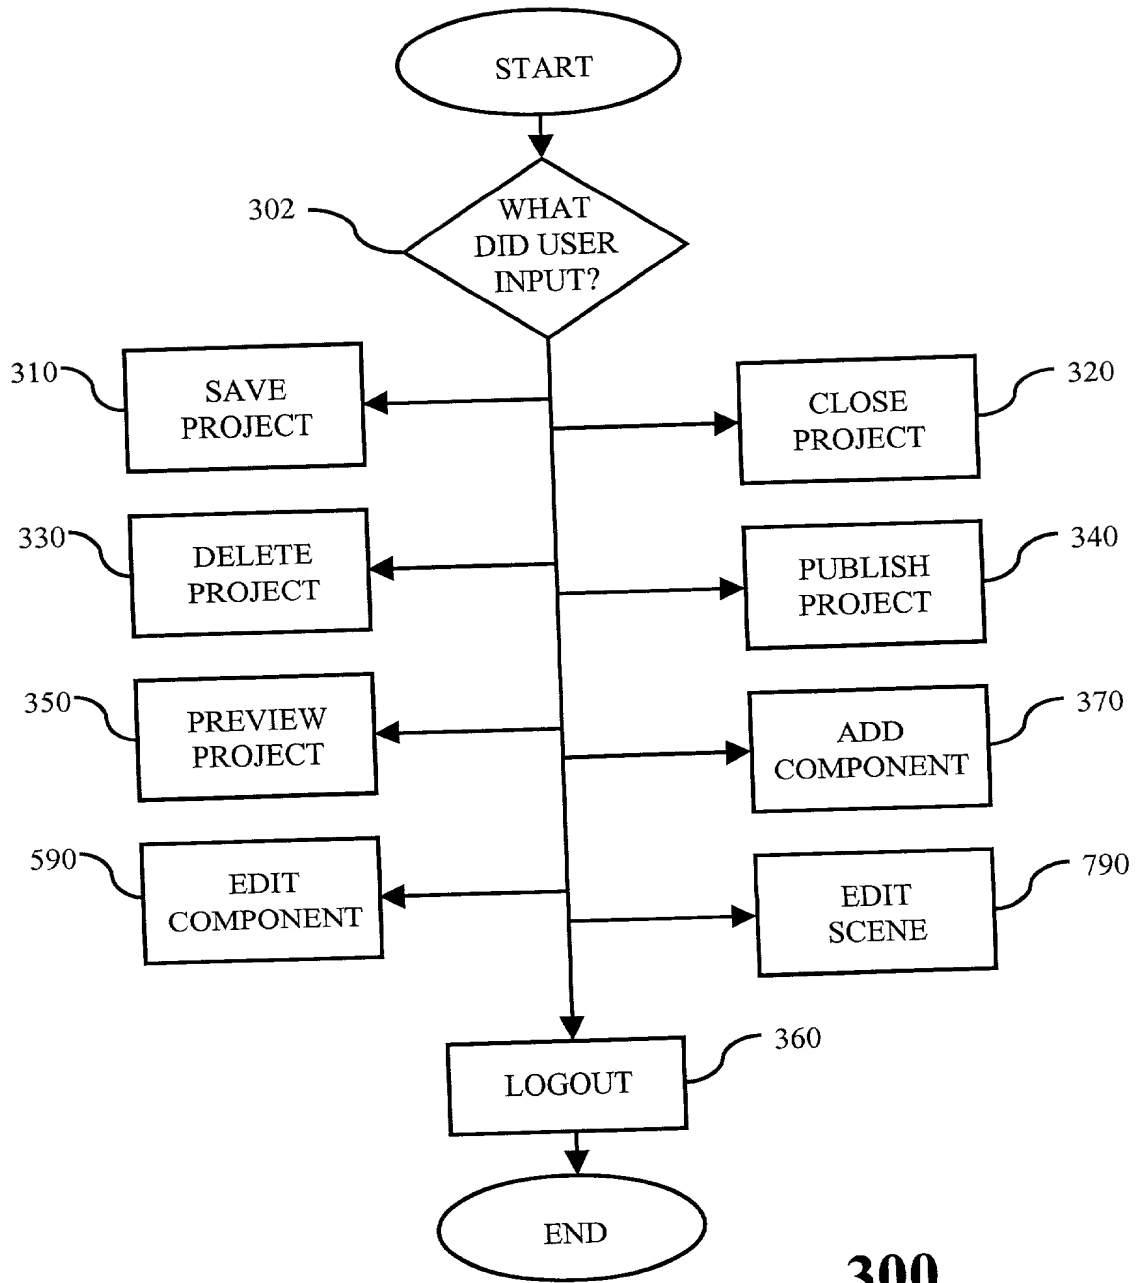 START
302
WHAT
DID USER
INPUT?
310
SAVE
PROJECT
CLOSE
PROJECT
320
330
DELETE
PROJECT
PUBLISH
PROJECT
340
350
PREVIEW
PROJECT
ADD
COMPONENT
370
590
EDIT
COMPONENT
EDIT
SCENE
790
LOGOUT
360
END
300